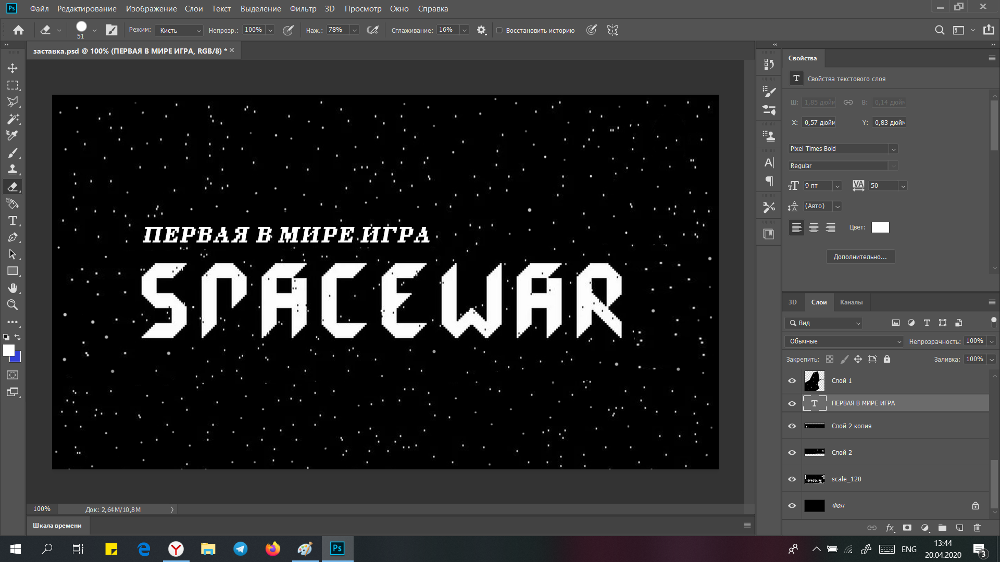 Ps Файл Редактирование Изображение Слои Текст Выделение Фильтр 3D Просмотр Окно Справка
51 Режим: Кисть Непрозр.: 100% Наж.: 78% Сглаживание: 16% Восстановить историю
заставка.psd @ 100% (ПЕРВАЯ В МИРЕ ИГРА, RGB/8) *
Свойства
T Свойства текстового слоя
Ш: 1,85 дюйм В: 0,14 дюйм
X: 0,57 дюйм Y: 0,83 дюйм
Pixel Times Bold
Regular
9 пт 50
(Авто)
Цвет:
Дополнительно...
ПЕРВАЯ В МИРЕ ИГРА
SPACEWAR
3D Слои Каналы
Вид
Обычные Непрозрачность: 100%
Закрепить: Заливка: 100%
Слой 1
T ПЕРВАЯ В МИРЕ ИГРА
Слой 2 копия
Слой 2
SPACEWAR scale_120
Фон
100% Док: 2,64M/10,8M
Шкала времени
Ps ENG 13:44
20.04.2020 3